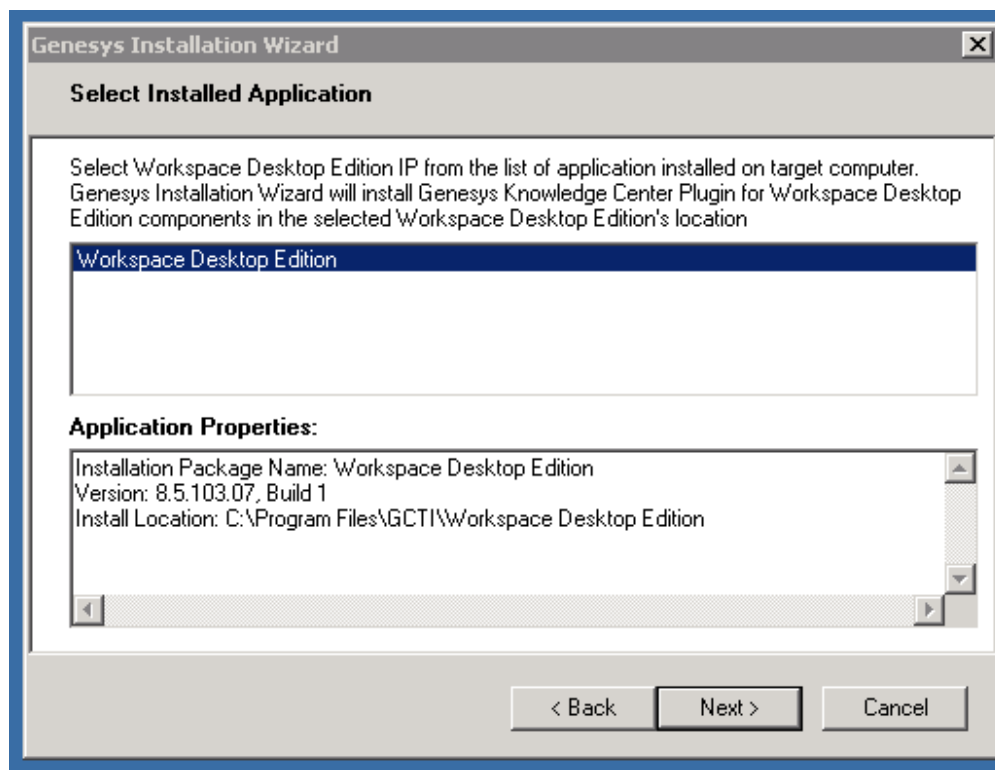 Genesys Installation Wizard
Select Installed Application
Select Workspace Desktop Edition IP from the list of application installed on target computer.
Genesys Installation Wizard will install Genesys Knowledge Center Plugin for Workspace Desktop
Edition components in the selected Workspace Desktop Edition's location
Workspace Desktop Edition
Application Properties:
Installation Package Name: Workspace Desktop Edition
Version: 8.5.103.07, Build 1
Install Location: C:\Program Files\GCTI\Workspace Desktop Edition
< Back Next > Cancel